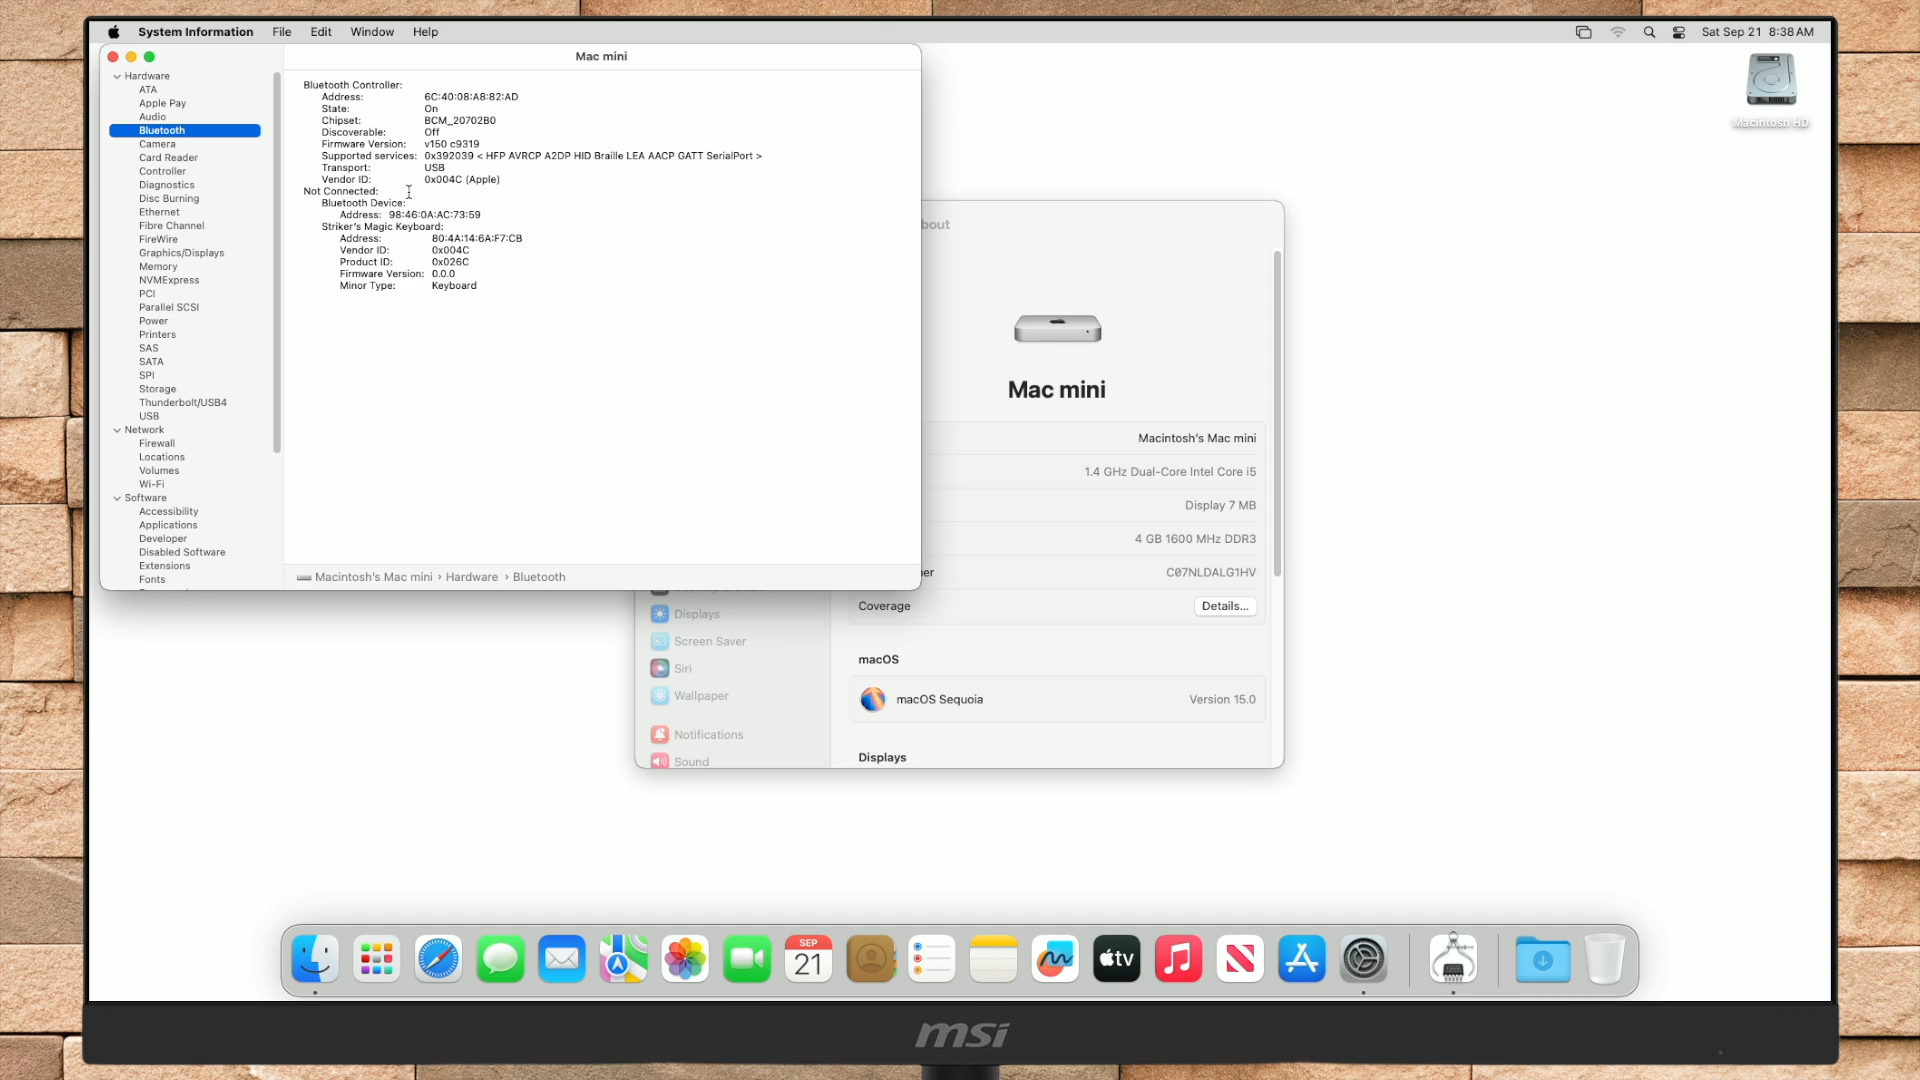 System Information File Edit Window Help
Sat Sep 21 8:38 AM
Macintosh HD
Mac mini
Hardware
ATA
Apple Pay
Audio
Bluetooth
Camera
Card Reader
Controller
Diagnostics
Disc Burning
Ethernet
Fibre Channel
FireWire
Graphics/Displays
Memory
NVMExpress
PCI
Parallel SCSI
Power
Printers
SAS
SATA
SPI
Storage
Thunderbolt/USB4
USB
Network
Firewall
Locations
Volumes
Wi-Fi
Software
Accessibility
Applications
Developer
Disabled Software
Extensions
Fonts
Bluetooth Controller:
Address: 6C:40:08:A8:82:AD
State: On
Chipset: BCM_20702B0
Discoverable: Off
Firmware Version: v150 c9319
Supported services: 0x392039 < HFP AVRCP A2DP HID Braille LEA AACP GATT SerialPort >
Transport: USB
Vendor ID: 0x004C (Apple)
Not Connected:
Bluetooth Device:
Address: 98:46:0A:AC:73:59
Striker's Magic Keyboard:
Address: 80:4A:14:6A:F7:CB
Vendor ID: 0x004C
Product ID: 0x026C
Firmware Version: 0.0.0
Minor Type: Keyboard
Macintosh's Mac mini › Hardware › Bluetooth
bout
Mac mini
Macintosh's Mac mini
1.4 GHz Dual-Core Intel Core i5
Display 7 MB
4 GB 1600 MHz DDR3
er C07NLDALG1HV
Coverage Details...
macOS
macOS Sequoia Version 15.0
Displays
Displays
Screen Saver
Siri
Wallpaper
Notifications
Sound
SEP
21
tv
msi